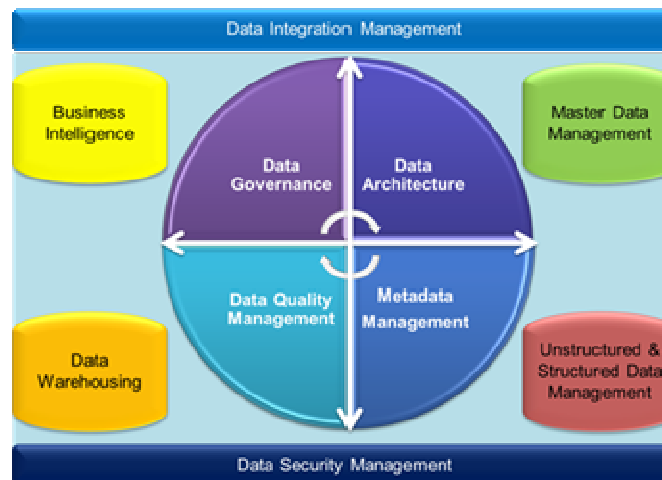 Data Integration Management
Business
Intelligence
Master Data
Management
Data
Governance
Data
Architecture
Data Quality
Management
Metadata
Management
Data
Warehousing
Unstructured &
Structured Data
Management
Data Security Management